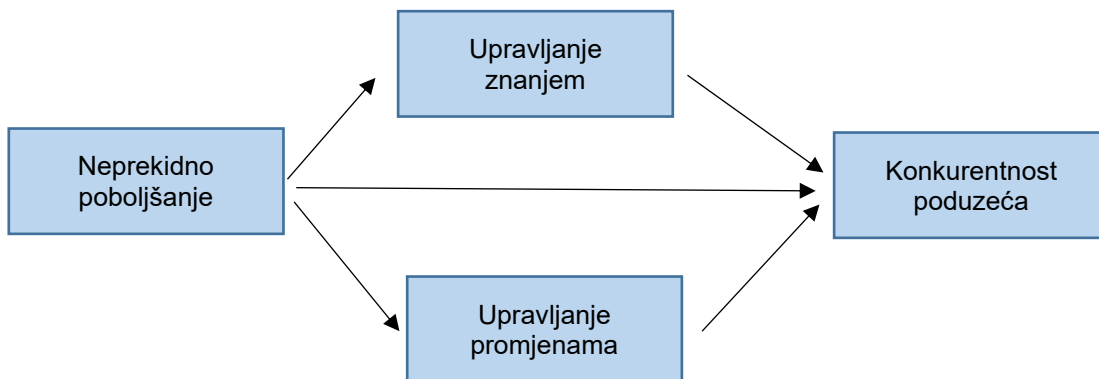 Upravljanje
znanjem
Neprekidno
poboljšanje
Konkurentnost
poduzeća
Upravljanje
promjenama